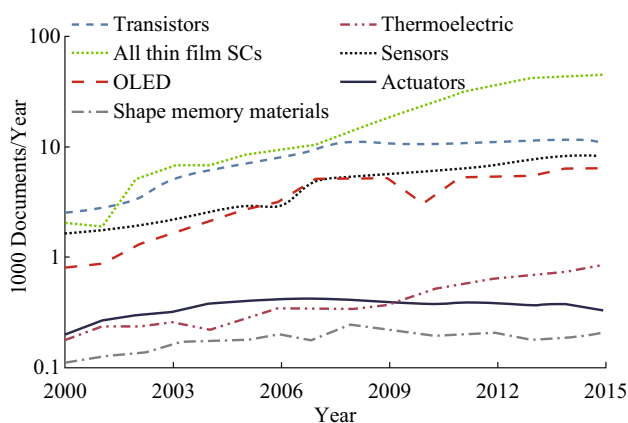 Transistors
Thermoelectric
All thin film SCs
Sensors
OLED
Actuators
Shape memory materials
1000 Documents/Year
100
10
1
0.1
2000 2003 2006 2009 2012 2015
Year